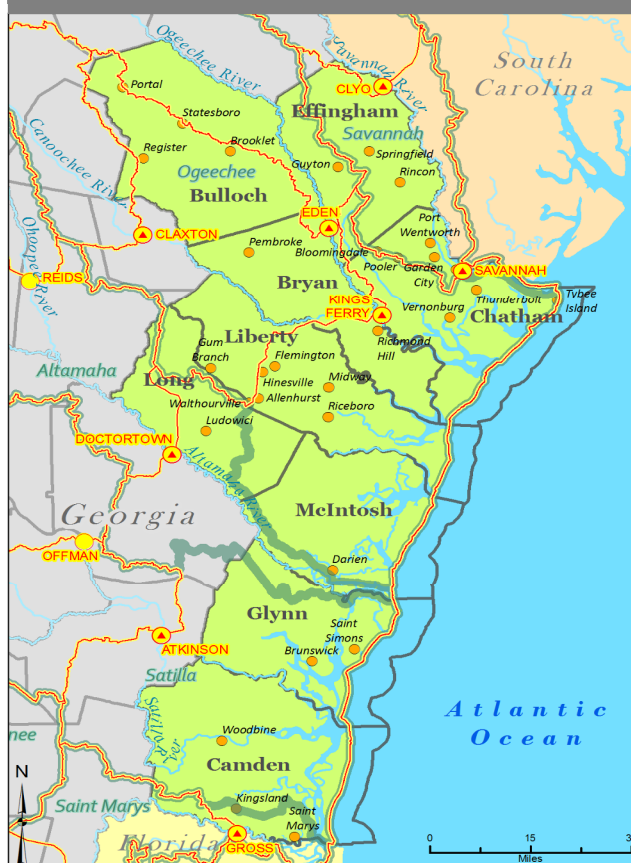 Ogeechee River
Savannah River
South
Carolina
Portal
CLYO
Effingham
Statesboro
Savannah
Canoochee River
Register
Brooklet
Springfield
Guyton
Ogeechee
Rincon
Bulloch
EDEN
Port
Wentworth
CLAXTON
Pembroke
Bloomingdale
Ohoopee River
REIDS
Pooler
Garden
City
SAVANNAH
Bryan
Thunderbolt
Tybee
Island
KINGS
FERRY
Vernonburg
Chatham
Liberty
Gum
Branch
Richmond
Hill
Flemington
Altamaha
Long
Hinesville
Midway
Walthourville
Allenhurst
Riceboro
Ludowici
DOCTORTOWN
Altamaha River
McIntosh
Georgia
OFFMAN
Darien
Glynn
Saint
Simons
ATKINSON
Brunswick
Satilla
Satilla River
Atlantic
Ocean
Woodbine
nee
Camden
N
Saint Marys
Kingsland
Saint
Marys
Florida
GROSS
0 15 3
Miles